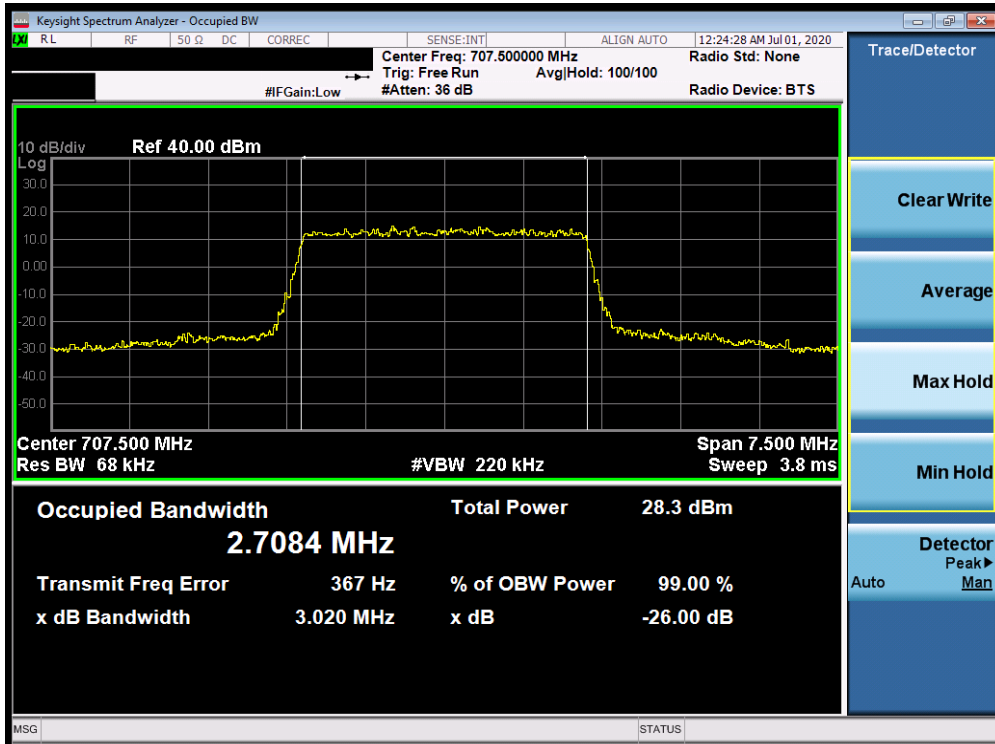 Keysight Spectrum Analyzer - Occupied BW
LXI RL RF 50 Ω DC CORREC SENSE:INT ALIGN AUTO 12:24:28 AM Jul 01, 2020
Center Freq: 707.500000 MHz Radio Std: None
Trig: Free Run Avg|Hold: 100/100
#IFGain:Low #Atten: 36 dB Radio Device: BTS
10 dB/div Ref 40.00 dBm
Log
30.0
20.0
10.0
0.00
-10.0
-20.0
-30.0
-40.0
-50.0
Center 707.500 MHz Span 7.500 MHz
Res BW 68 kHz #VBW 220 kHz Sweep 3.8 ms
Occupied Bandwidth Total Power 28.3 dBm
2.7084 MHz
Transmit Freq Error 367 Hz % of OBW Power 99.00 %
x dB Bandwidth 3.020 MHz x dB -26.00 dB
MSG STATUS
Trace/Detector
Clear Write
Average
Max Hold
Min Hold
Detector
Peak▶
Auto Man